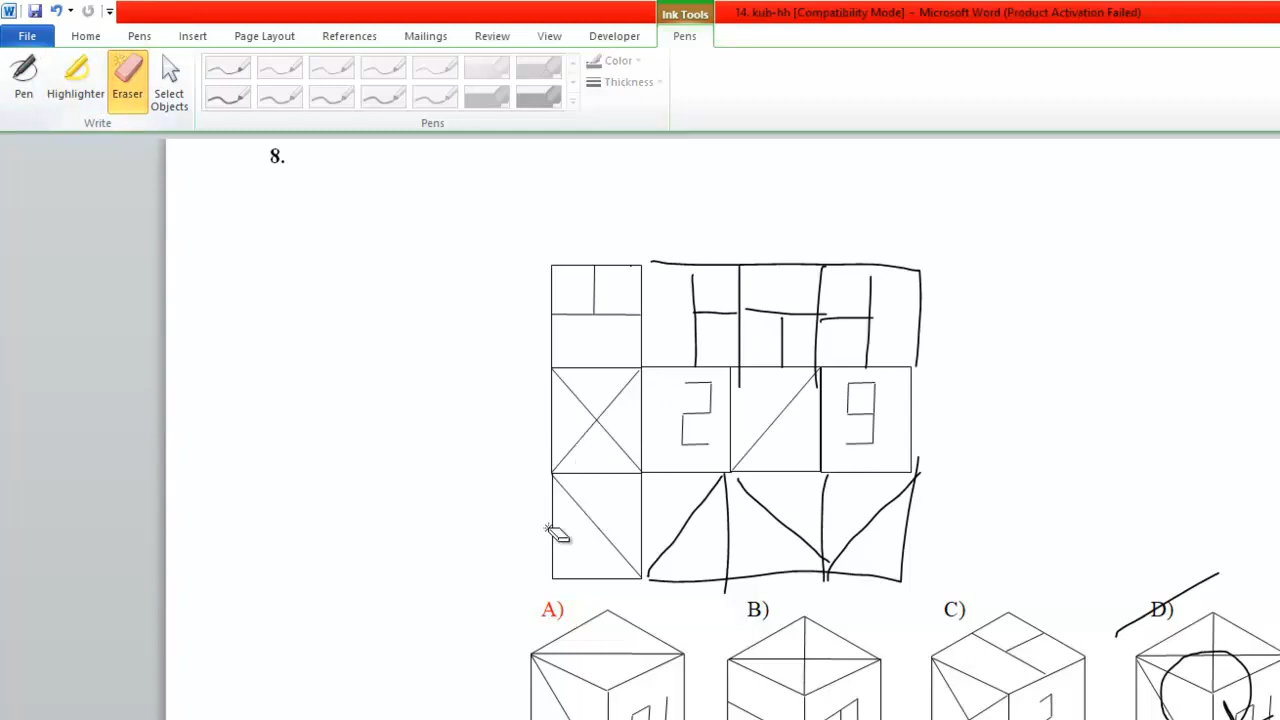 Ink Tools
14. kub-hh [Compatibility Mode] - Microsoft Word (Product Activation Failed)
File Home Pens Insert Page Layout References Mailings Review View Developer Pens
Pen Highlighter Eraser Select Objects
Color
Thickness
Write
Pens
8.
2 9
A) B) C) D)